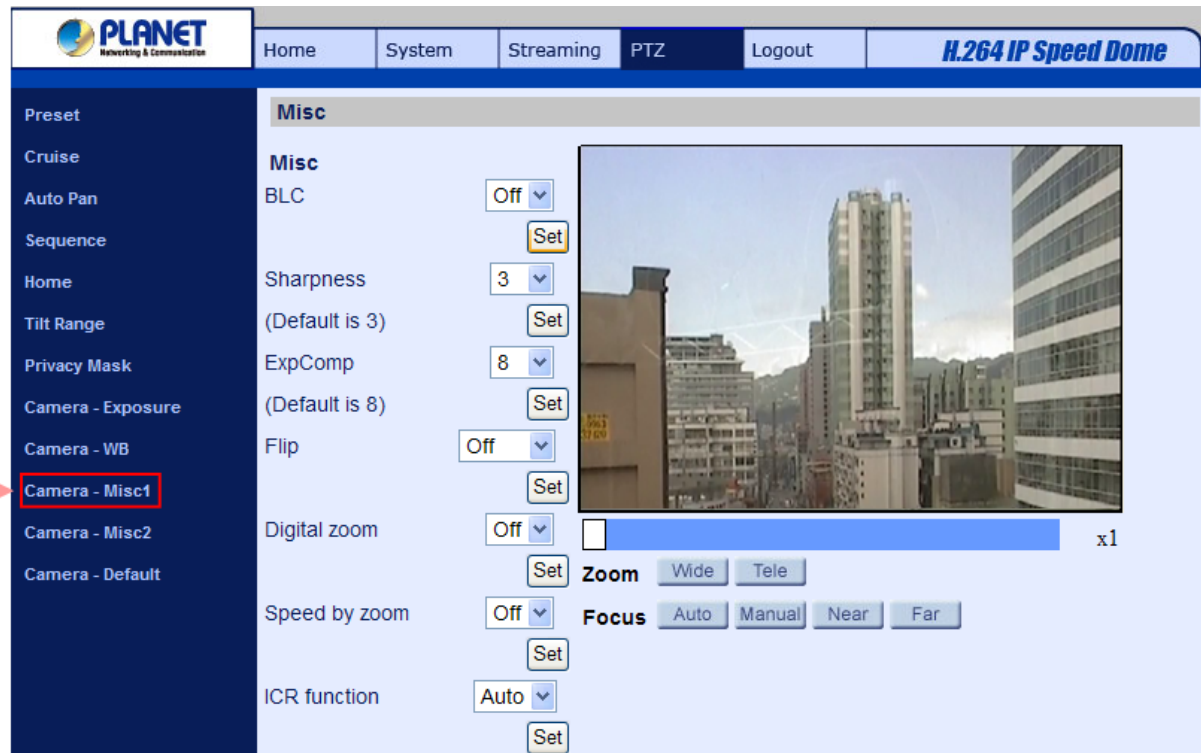 PLANET
Networking & Communication
Home
System
Streaming
PTZ
Logout
H.264 IP Speed Dome
Preset
Cruise
Auto Pan
Sequence
Home
Tilt Range
Privacy Mask
Camera - Exposure
Camera - WB
Camera - Misc1
Camera - Misc2
Camera - Default
Misc
Misc
BLC Off
Set
Sharpness 3
(Default is 3) Set
ExpComp 8
(Default is 8) Set
Flip Off
Set
Digital zoom Off
Set
Speed by zoom Off
Set
ICR function Auto
Set
x1
Zoom Wide Tele
Focus Auto Manual Near Far